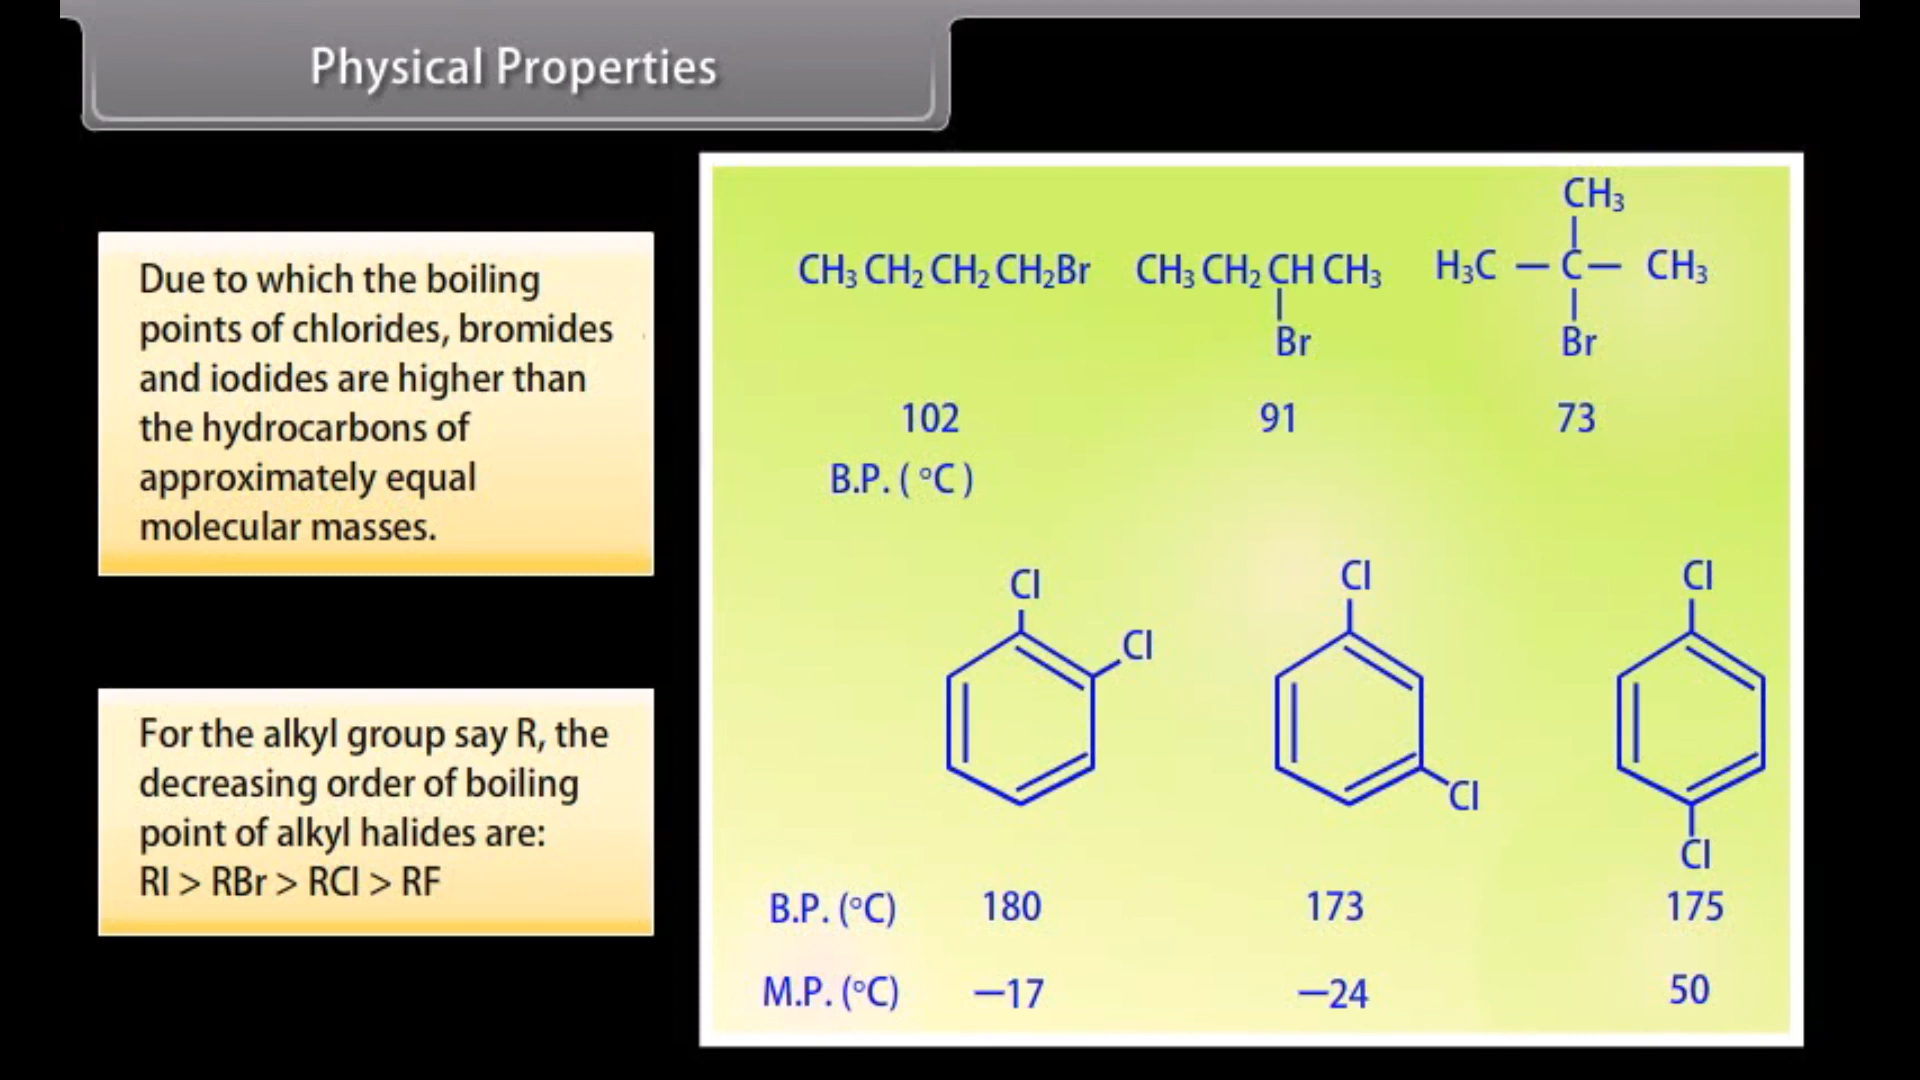 Physical Properties
Due to which the boiling
points of chlorides, bromides
and iodides are higher than
the hydrocarbons of
approximately equal
molecular masses.
For the alkyl group say R, the
decreasing order of boiling
point of alkyl halides are:
RI > RBr > RCl > RF
CH₃
CH₃ CH₂ CH₂ CH₂Br CH₃ CH₂ CH CH₃ H₃C — C — CH₃
Br Br
102 91 73
B.P. ( °C )
Cl Cl Cl
Cl
Cl
Cl
B.P. (°C) 180 173 175
M.P. (°C) —17 —24 50